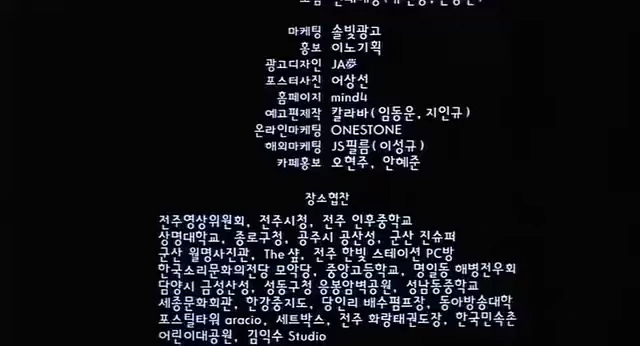 마케팅 솔빛광고
홍보 이노기획
광고디자인 JA夢
포스터사진 어상선
홈페이지 mind4
예고편제작 칼라바(임동운,지인규)
온라인마케팅 ONESTONE
해외마케팅 JS필름(이성규)
카페홍보 오현주, 안혜준
장소협찬
전주영상위원회, 전주시청, 전주 인후중학교
상명대학교, 종로구청, 공주시 공산성, 군산 진슈퍼
군산 월명사진관, The 샾, 전주 한빛 스테이션 PC방
한국소리문화의전당 모악당, 중앙고등학교, 명일동 해병전우회
담양시 금성산성, 성동구청 응봉암벽공원, 성남동중학교
세종문화회관, 한강중지도, 당인리 배수펌프장, 동아방송대학
포스틸타워 aracio, 세트박스, 전주 화랑태권도장, 한국민속촌
어린이대공원, 김익수 Studio